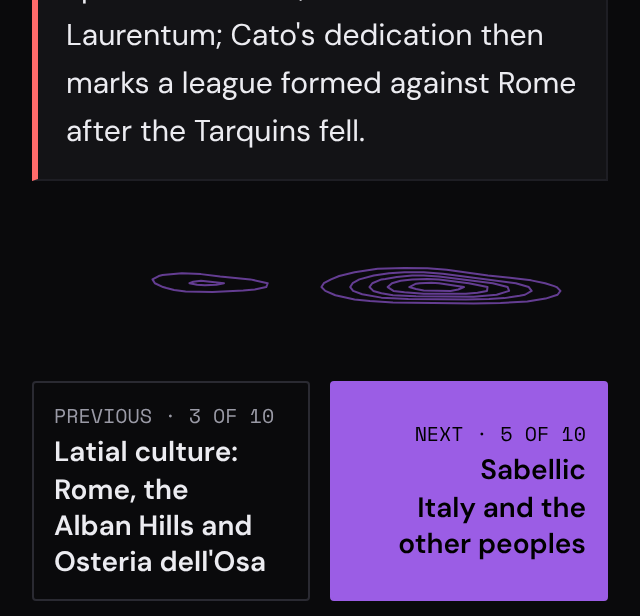 Laurentum; Cato's dedication then
marks a league formed against Rome
after the Tarquins fell.
PREVIOUS · 3 OF 10
Latial culture:
Rome, the
Alban Hills and
Osteria dell'Osa
NEXT · 5 OF 10
Sabellic
Italy and the
other peoples